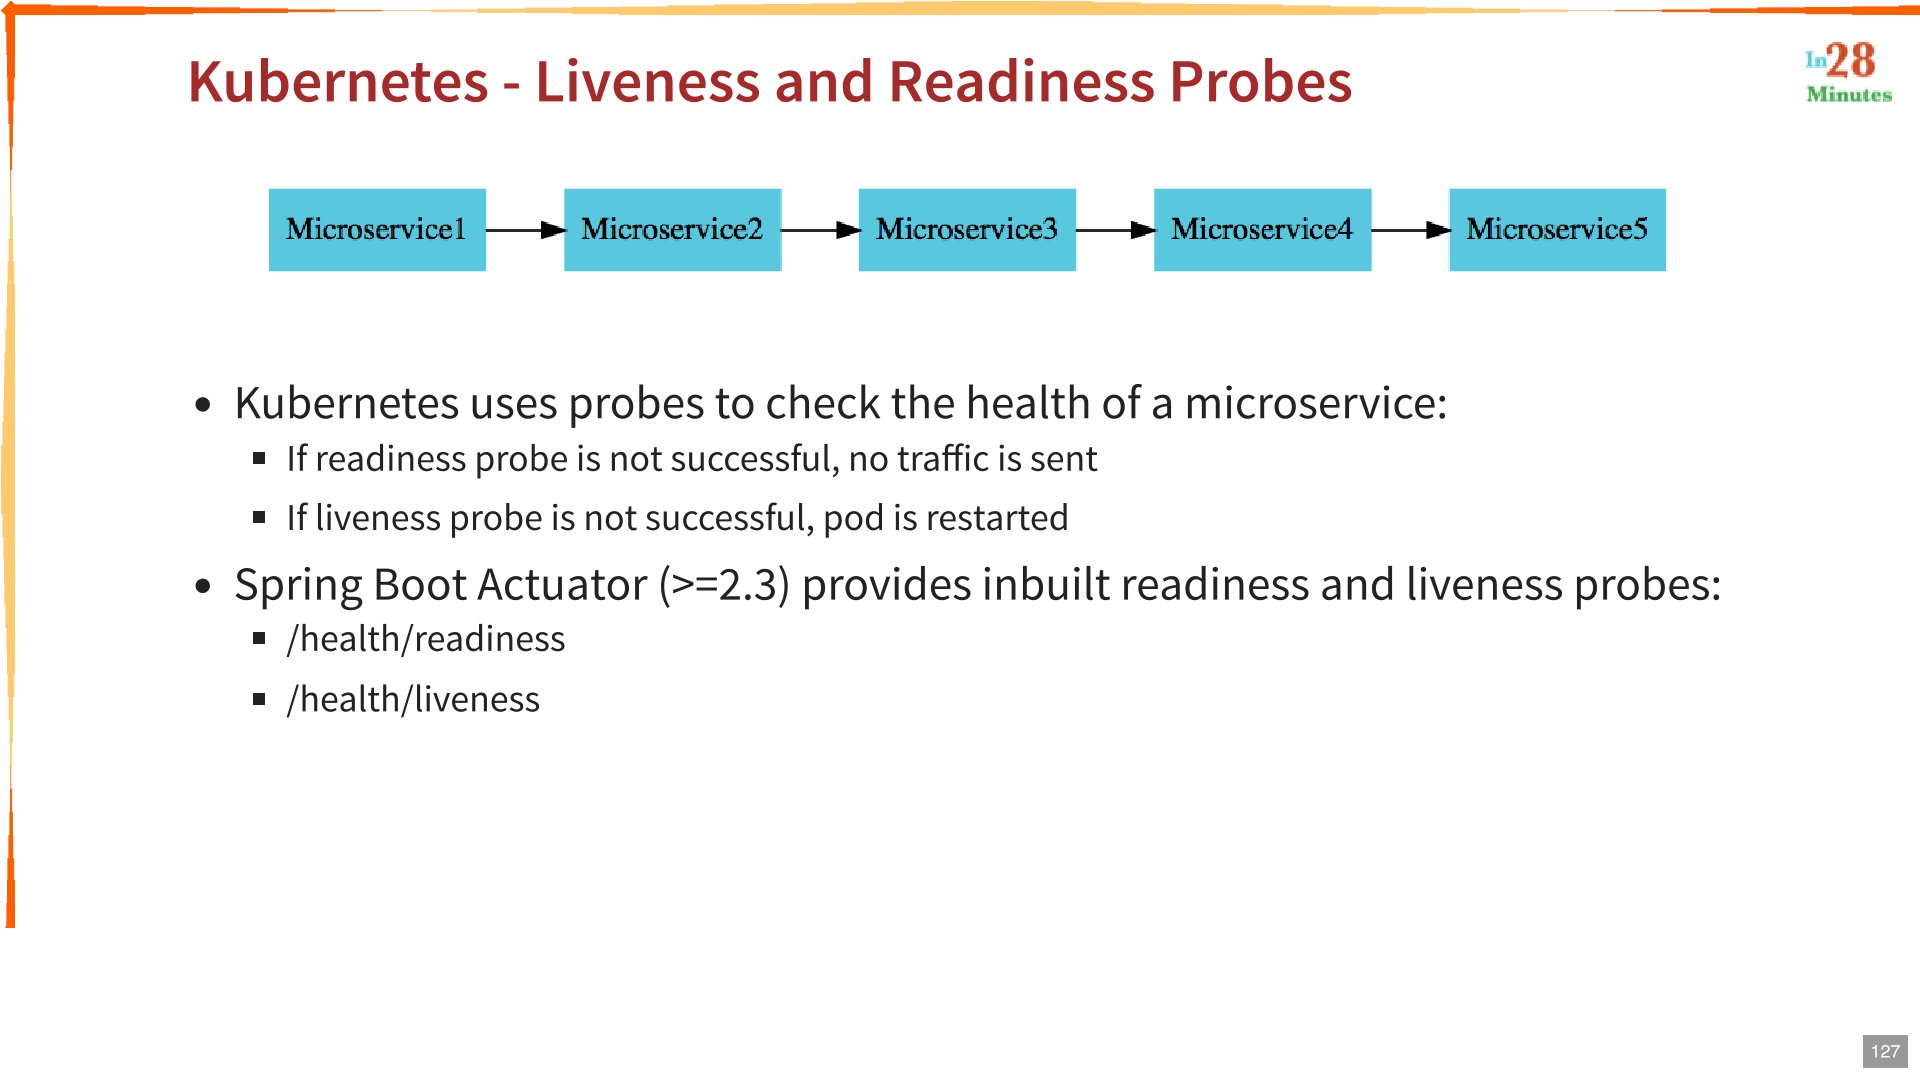 Kubernetes - Liveness and Readiness Probes
In28
Minutes
Microservice1 Microservice2 Microservice3 Microservice4 Microservice5
• Kubernetes uses probes to check the health of a microservice:
▪ If readiness probe is not successful, no traffic is sent
▪ If liveness probe is not successful, pod is restarted
• Spring Boot Actuator (>=2.3) provides inbuilt readiness and liveness probes:
▪ /health/readiness
▪ /health/liveness
127